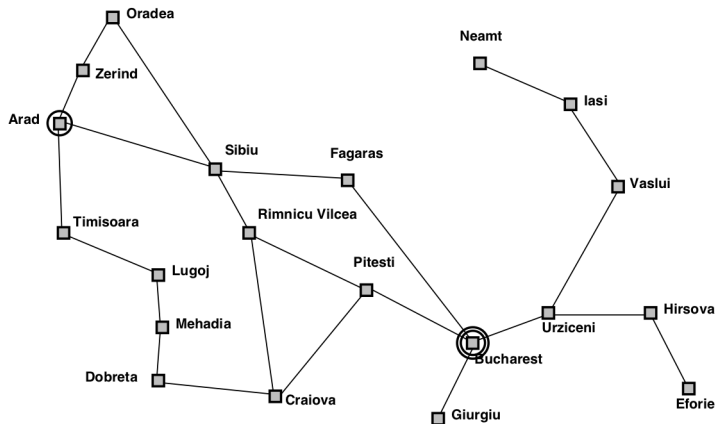 Oradea
Neamt
Zerind
Iasi
Arad
Sibiu
Fagaras
Vaslui
Timisoara
Rimnicu Vilcea
Lugoj
Pitesti
Mehadia
Hirsova
Urziceni
Bucharest
Dobreta
Craiova
Eforie
Giurgiu